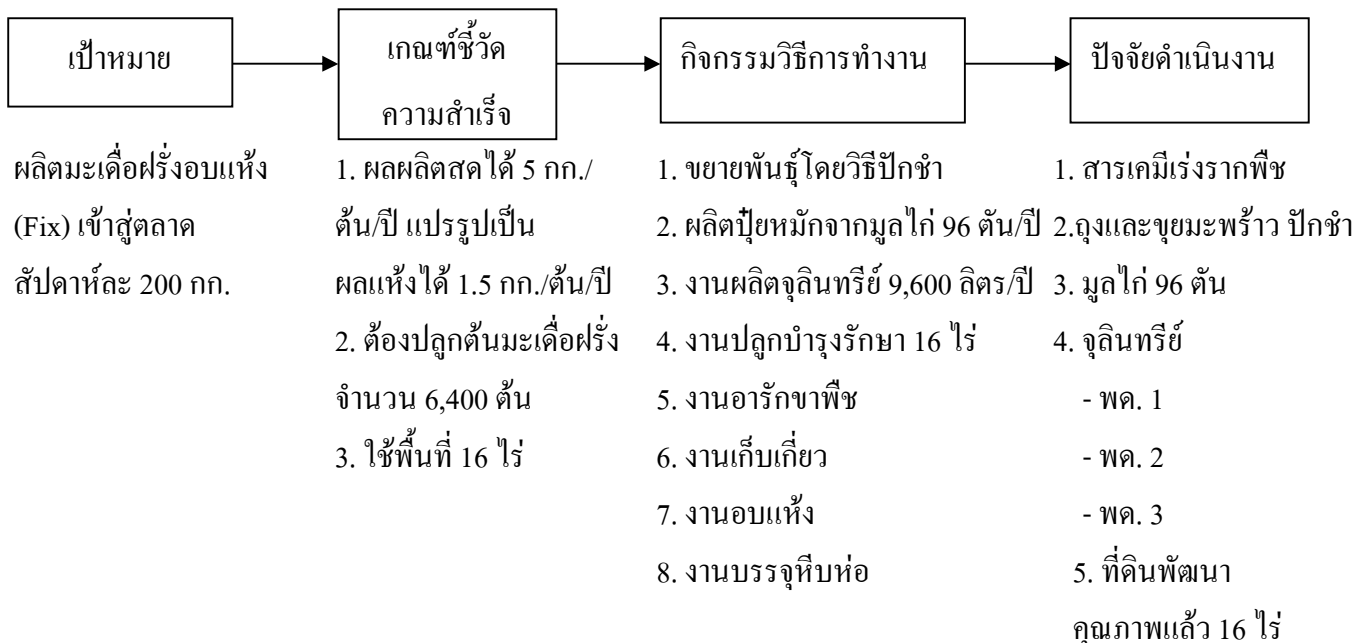 เป้าหมาย
เกณฑ์ชี้วัด
ความสำเร็จ
กิจกรรมวิธีการทำงาน
ปัจจัยดำเนินงาน
ผลิตมะเดื่อฝรั่งอบแห้ง
(Fix) เข้าสู่ตลาด
สัปดาห์ละ 200 กก.
1. ผลผลิตสดได้ 5 กก./
ต้น/ปี แปรรูปเป็น
ผลแห้งได้ 1.5 กก./ต้น/ปี
2. ต้องปลูกต้นมะเดื่อฝรั่ง
จำนวน 6,400 ต้น
3. ใช้พื้นที่ 16 ไร่
1. ขยายพันธุ์โดยวิธีปักชำ
2. ผลิตปุ๋ยหมักจากมูลไก่ 96 ตัน/ปี
3. งานผลิตจุลินทรีย์ 9,600 ลิตร/ปี
4. งานปลูกบำรุงรักษา 16 ไร่
5. งานอารักขาพืช
6. งานเก็บเกี่ยว
7. งานอบแห้ง
8. งานบรรจุหีบห่อ
1. สารเคมีเร่งรากพืช
2.ถุงและขุยมะพร้าว ปักชำ
3. มูลไก่ 96 ตัน
4. จุลินทรีย์
- พด. 1
- พด. 2
- พด. 3
5. ที่ดินพัฒนา
คุณภาพแล้ว 16 ไร่